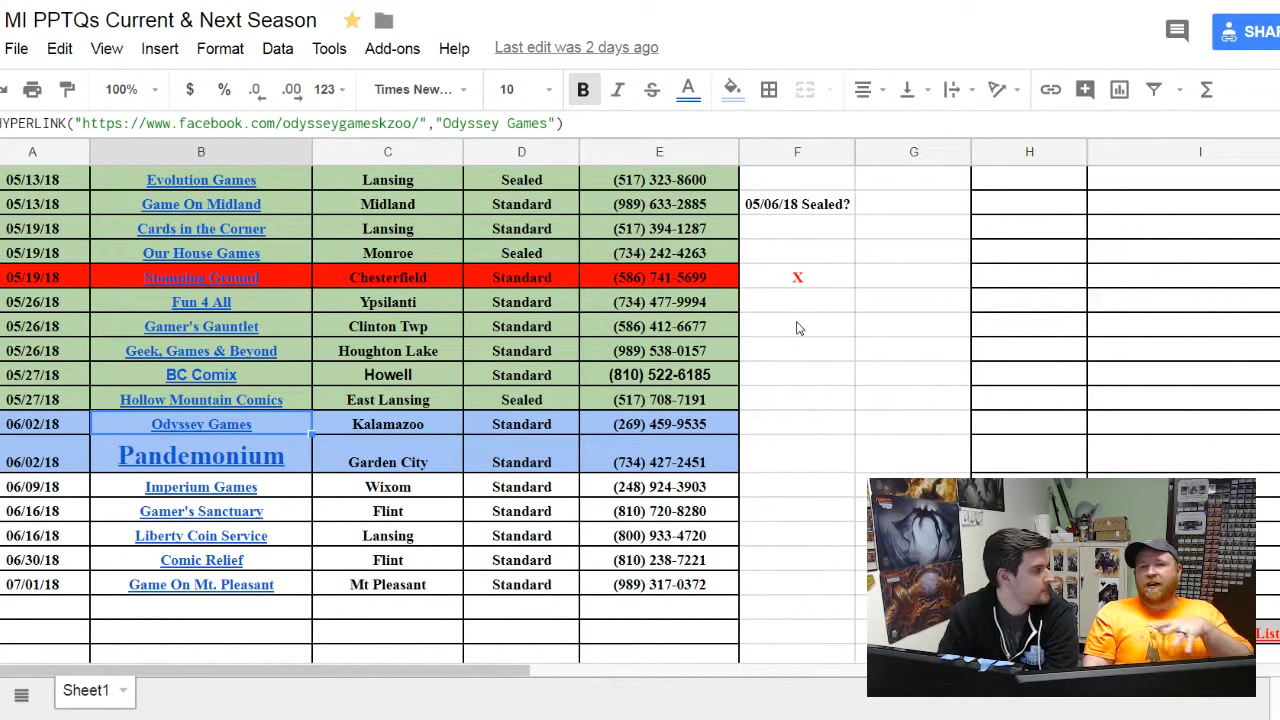 MI PPTQs Current & Next Season
File Edit View Insert Format Data Tools Add-ons Help Last edit was 2 days ago
SHAR
100% $ % .0 .00 123 Times New... 10 B I S A Σ
HYPERLINK("https://www.facebook.com/odysseygameskzoo/","Odyssey Games")
A B C D E F G H I
05/13/18 Evolution Games Lansing Sealed (517) 323-8600
05/13/18 Game On Midland Midland Standard (989) 633-2885 05/06/18 Sealed?
05/19/18 Cards in the Corner Lansing Standard (517) 394-1287
05/19/18 Our House Games Monroe Sealed (734) 242-4263
05/19/18 Stomping Ground Chesterfield Standard (586) 741-5699 X
05/26/18 Fun 4 All Ypsilanti Standard (734) 477-9994
05/26/18 Gamer's Gauntlet Clinton Twp Standard (586) 412-6677
05/26/18 Geek, Games & Beyond Houghton Lake Standard (989) 538-0157
05/27/18 BC Comix Howell Standard (810) 522-6185
05/27/18 Hollow Mountain Comics East Lansing Sealed (517) 708-7191
06/02/18 Odyssey Games Kalamazoo Standard (269) 459-9535
06/02/18 Pandemonium Garden City Standard (734) 427-2451
06/09/18 Imperium Games Wixom Standard (248) 924-3903
06/16/18 Gamer's Sanctuary Flint Standard (810) 720-8280
06/16/18 Liberty Coin Service Lansing Standard (800) 933-4720
06/30/18 Comic Relief Flint Standard (810) 238-7221
07/01/18 Game On Mt. Pleasant Mt Pleasant Standard (989) 317-0372
List
Sheet1